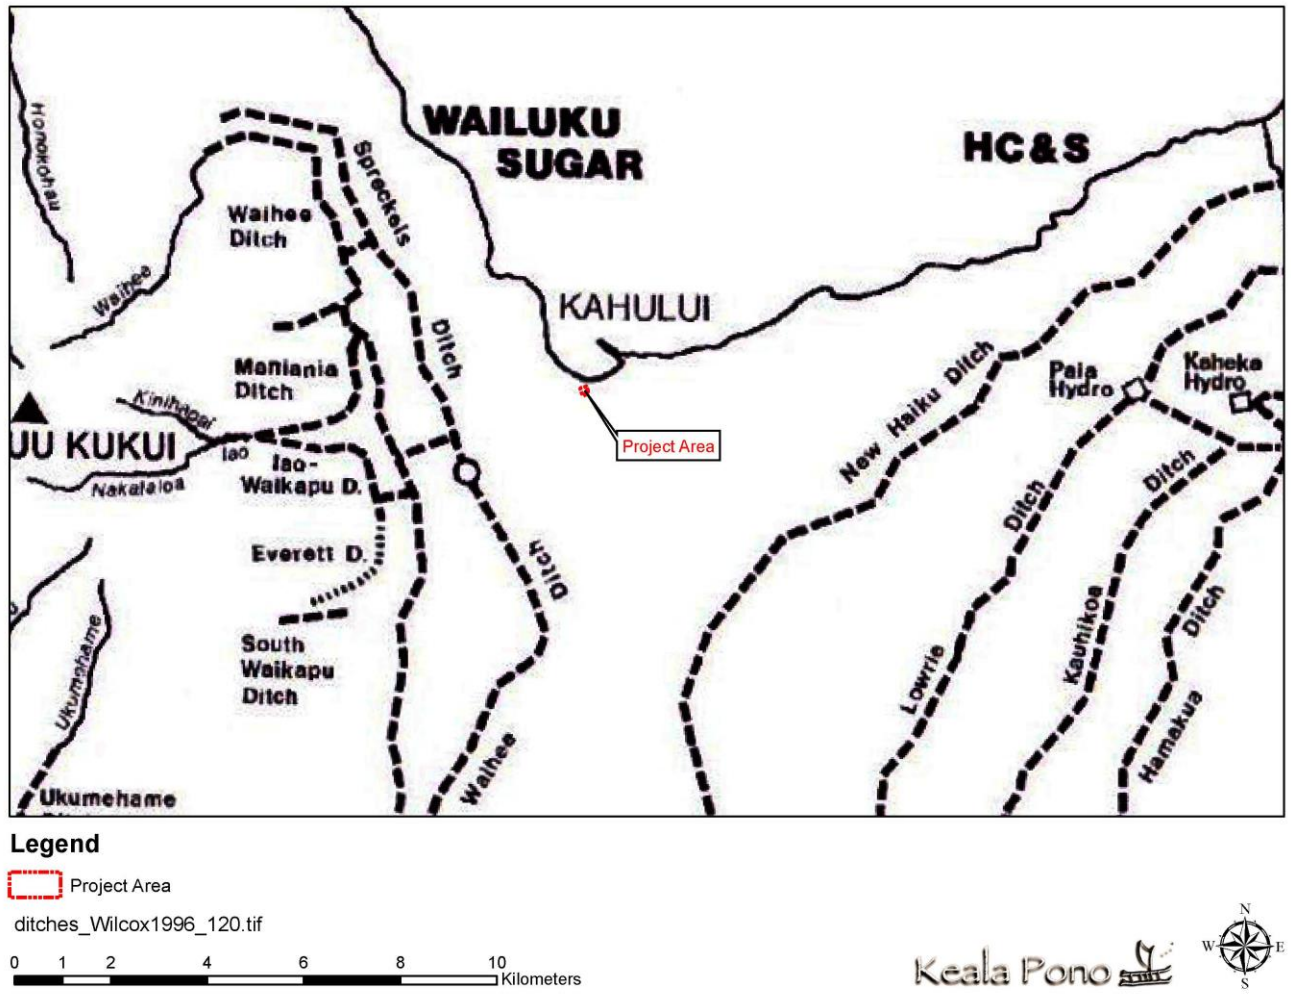 Honokohau
WAILUKU
SUGAR
HC&S
Spreckels
Waihee
Ditch
Waihee
KAHULUI
Ditch
Maniania
Ditch
Kinihapai
UU KUKUI
Iao
Iao-
Waikapu D.
Nakalaloa
Project Area
New Haiku Ditch
Paia
Hydro
Kaheka
Hydro
Ditch
Ditch
Everett D.
Ditch
South
Waikapu
Ditch
Ukumehame
Lowrie
Kauhikoa
Ditch
Hamakua
Waihee
Ukumehame
Legend
Project Area
ditches_Wilcox1996_120.tif
0 1 2 4 6 8 10
Kilometers
Keala Pono
N
W E
S